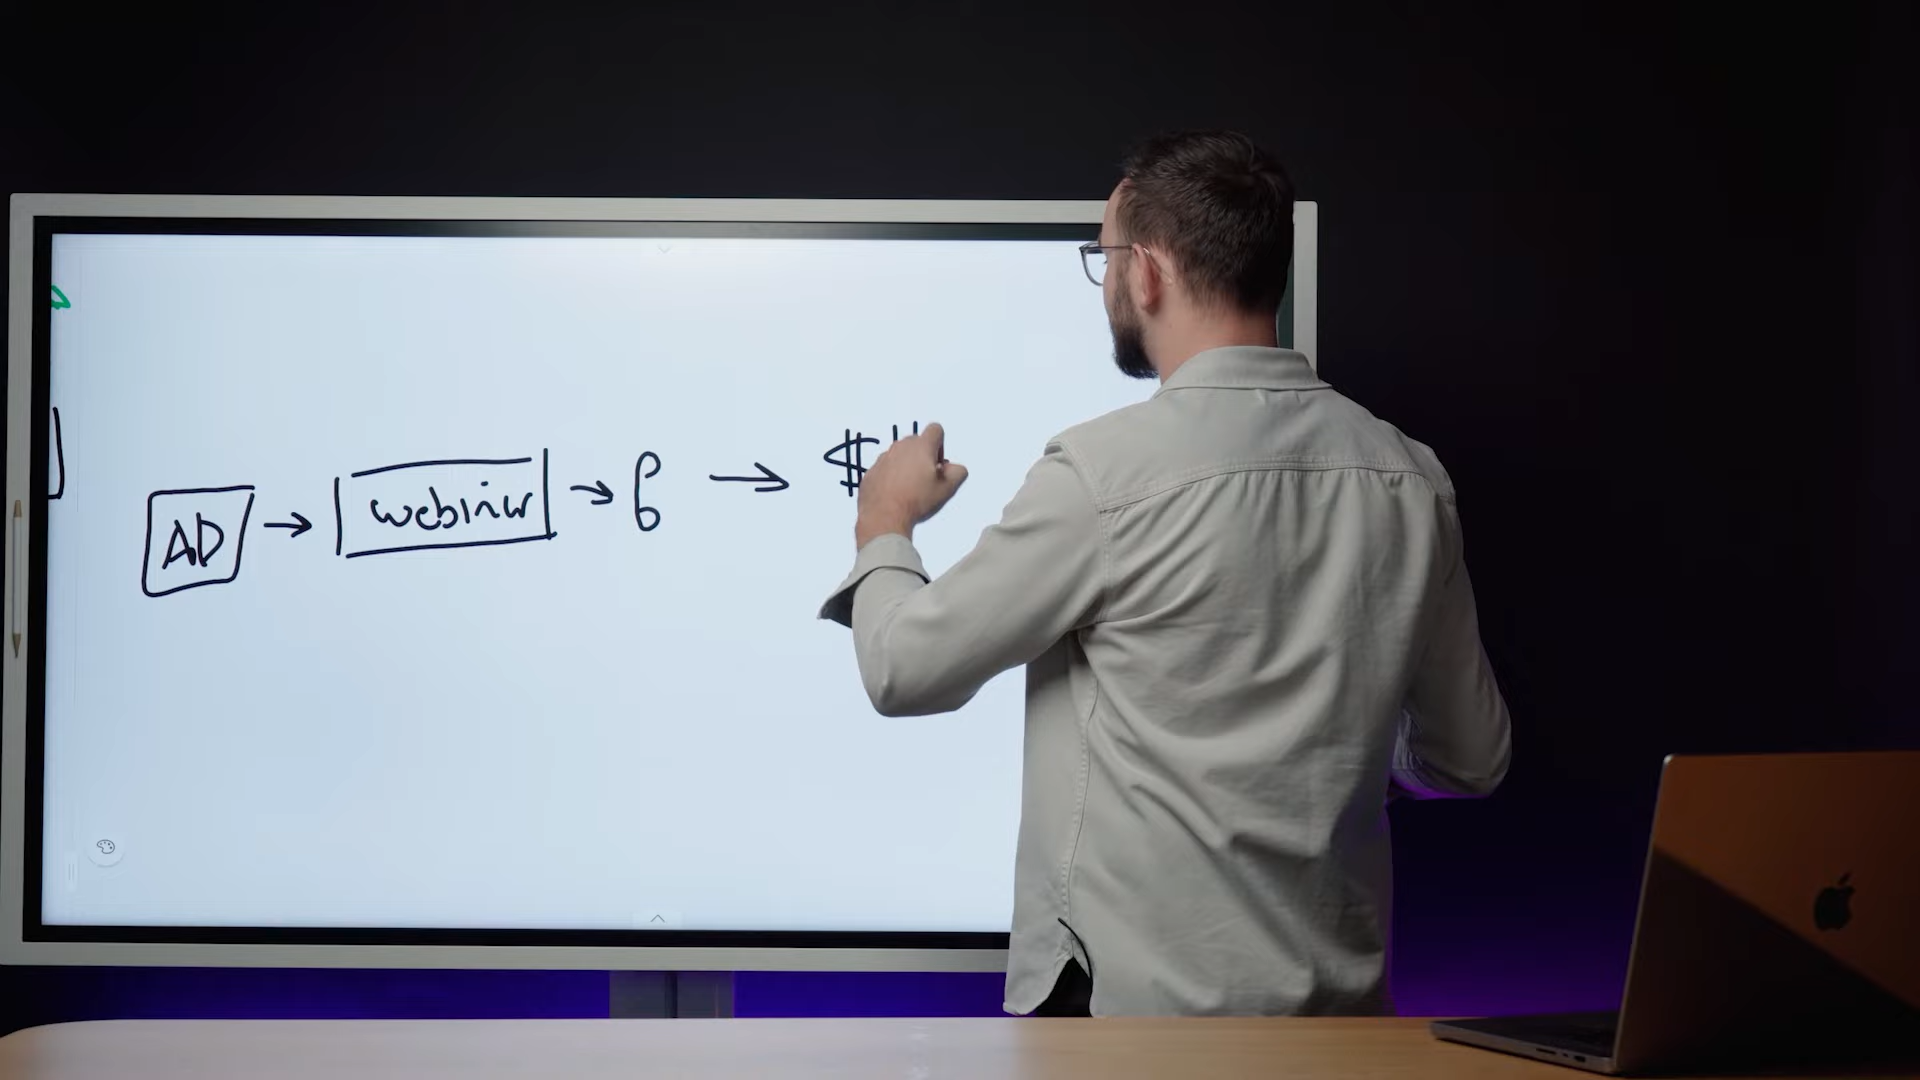 AD → webinar → → $